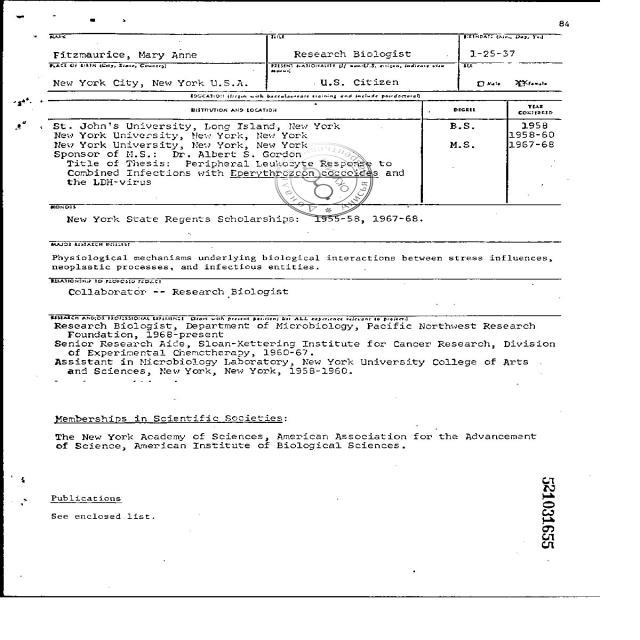 84
NAME TITLE BIRTHDATE (Mo., Day, Yr.)
Fitzmaurice, Mary Anne Research Biologist 1-25-37
PLACE OF BIRTH (City, State, Country) PRESENT NATIONALITY (If non-U.S. citizen, indicate visa status) SEX
New York City, New York U.S.A. U.S. Citizen Male Female
EDUCATION (Begin with baccalaureate training and include postdoctoral)
INSTITUTION AND LOCATION DEGREE YEAR CONFERRED
St. John's University, Long Island, New York B.S. 1958
New York University, New York, New York 1958-60
New York University, New York, New York M.S. 1967-68
Sponsor of M.S.: Dr. Albert S. Gordon
Title of Thesis: Peripheral Leukocyte Response to
Combined Infections with Eperythrozoon coccoides and
the LDH-virus
HONORS
New York State Regents Scholarships: 1955-58, 1967-68.
MAJOR RESEARCH INTEREST
Physiological mechanisms underlying biological interactions between stress influences,
neoplastic processes, and infectious entities.
RELATIONSHIP TO PROPOSED PROJECT
Collaborator -- Research Biologist
RESEARCH AND/OR PROFESSIONAL EXPERIENCE (Start with present position; list ALL experience relevant to project)
Research Biologist, Department of Microbiology, Pacific Northwest Research
Foundation, 1968-present
Senior Research Aide, Sloan-Kettering Institute for Cancer Research, Division
of Experimental Chemotherapy, 1960-67.
Assistant in Microbiology Laboratory, New York University College of Arts
and Sciences, New York, New York, 1958-1960.
Memberships in Scientific Societies:
The New York Academy of Sciences, American Association for the Advancement
of Science, American Institute of Biological Sciences.
Publications
See enclosed list.
521031655